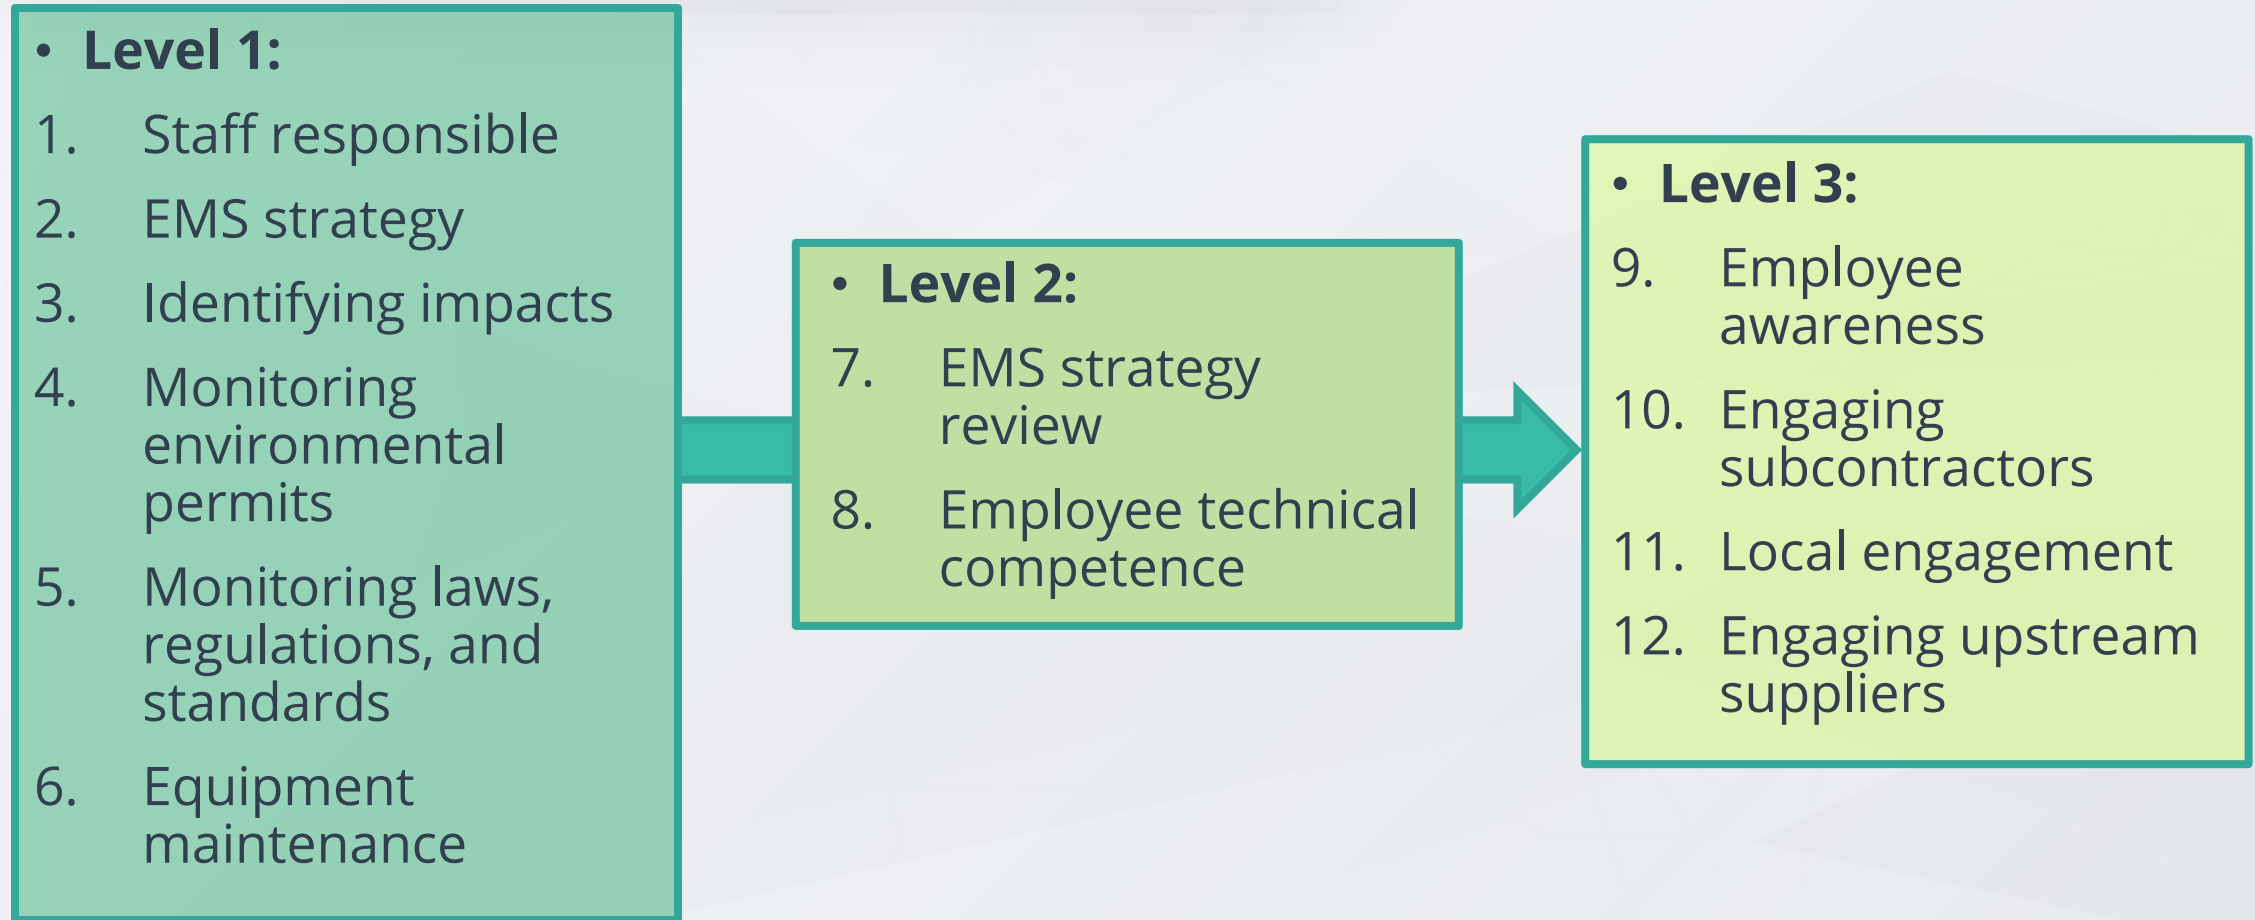 • Level 1:
1. Staff responsible
2. EMS strategy
3. Identifying impacts
4. Monitoring
environmental
permits
5. Monitoring laws,
regulations, and
standards
6. Equipment
maintenance
• Level 2:
7. EMS strategy
review
8. Employee technical
competence
• Level 3:
9. Employee
awareness
10. Engaging
subcontractors
11. Local engagement
12. Engaging upstream
suppliers